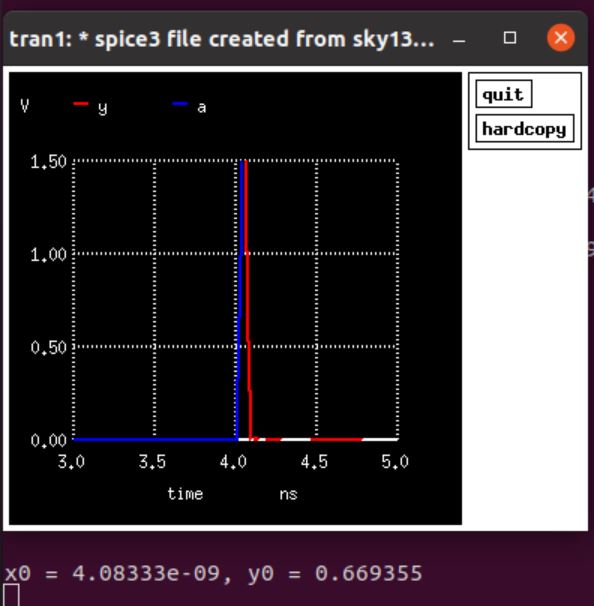 tran1: * spice3 file created from sky13...
quit
hardcopy
V y a
1.50
1.00
0.50
0.00
3.0 3.5 4.0 4.5 5.0
time ns
x0 = 4.08333e-09, y0 = 0.669355